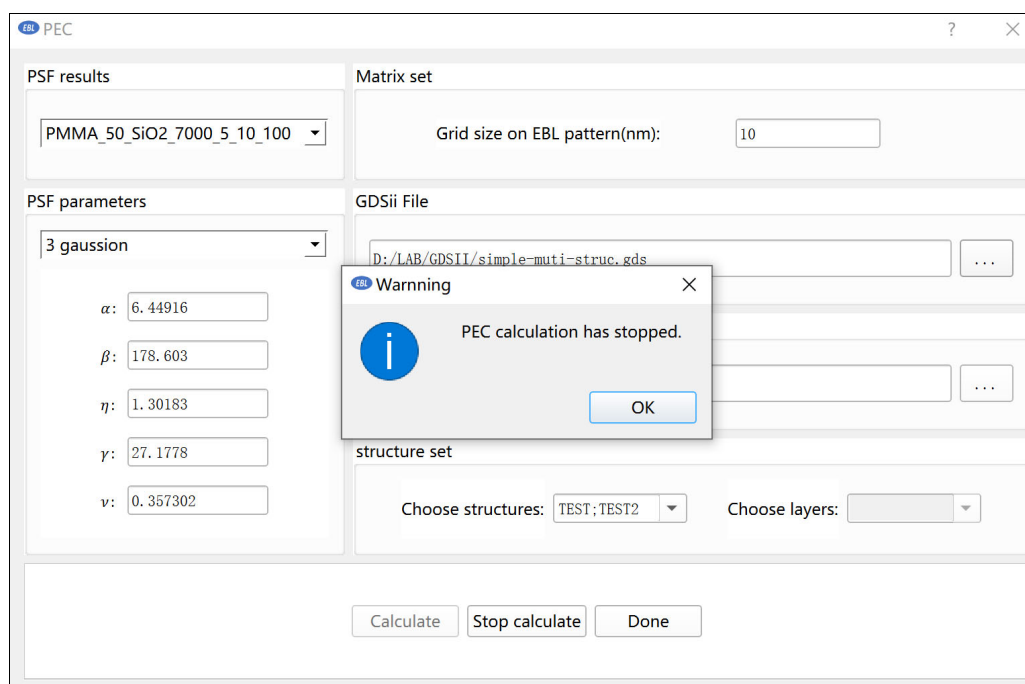 EBL PEC ?
PSF results
PMMA_50_SiO2_7000_5_10_100
Matrix set
Grid size on EBL pattern(nm): 10
PSF parameters
3 gaussion
α: 6.44916
β: 178.603
η: 1.30183
γ: 27.1778
ν: 0.357302
GDSii File
D:/LAB/GDSII/simple-muti-struc.gds
...
...
EBL Warnning
i PEC calculation has stopped.
OK
structure set
Choose structures: TEST;TEST2 Choose layers:
Calculate Stop calculate Done